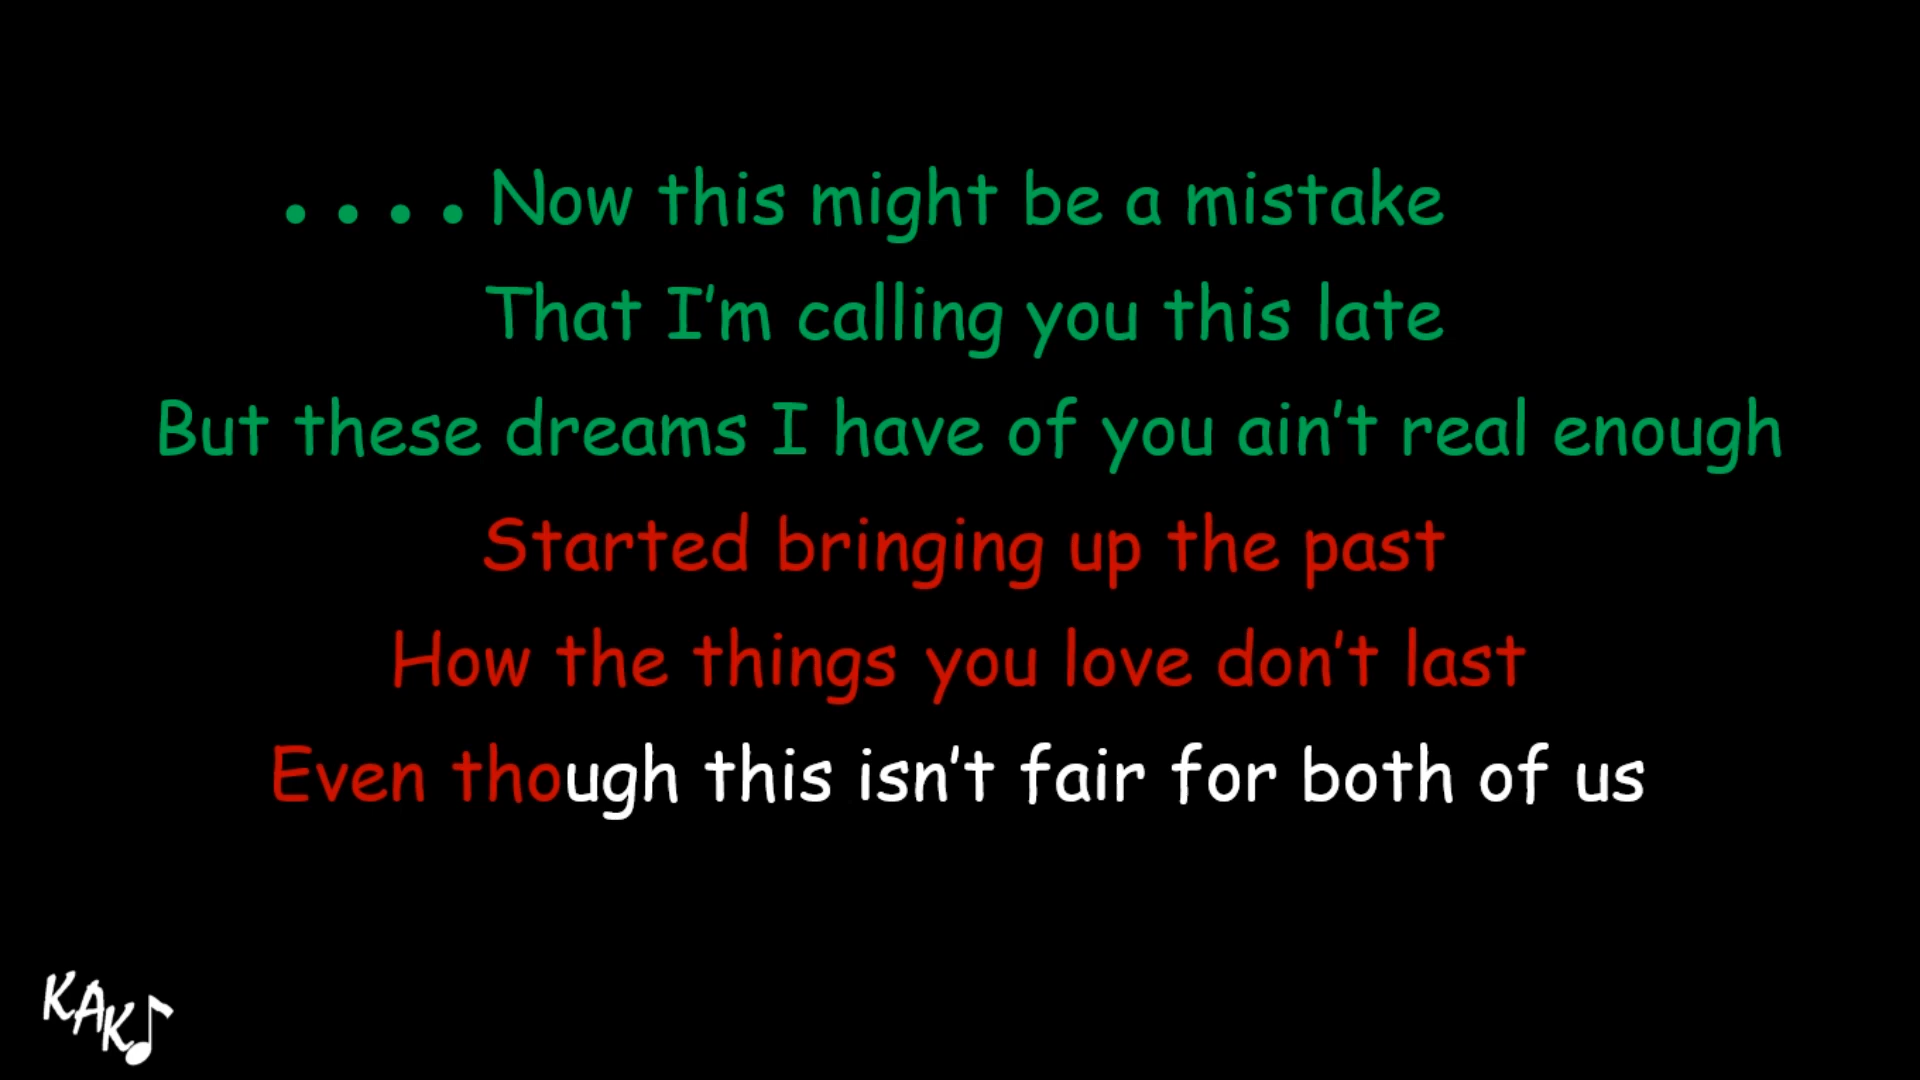 ....Now this might be a mistake
That I’m calling you this late
But these dreams I have of you ain’t real enough
Started bringing up the past
How the things you love don’t last
Even though this isn’t fair for both of us
KAK